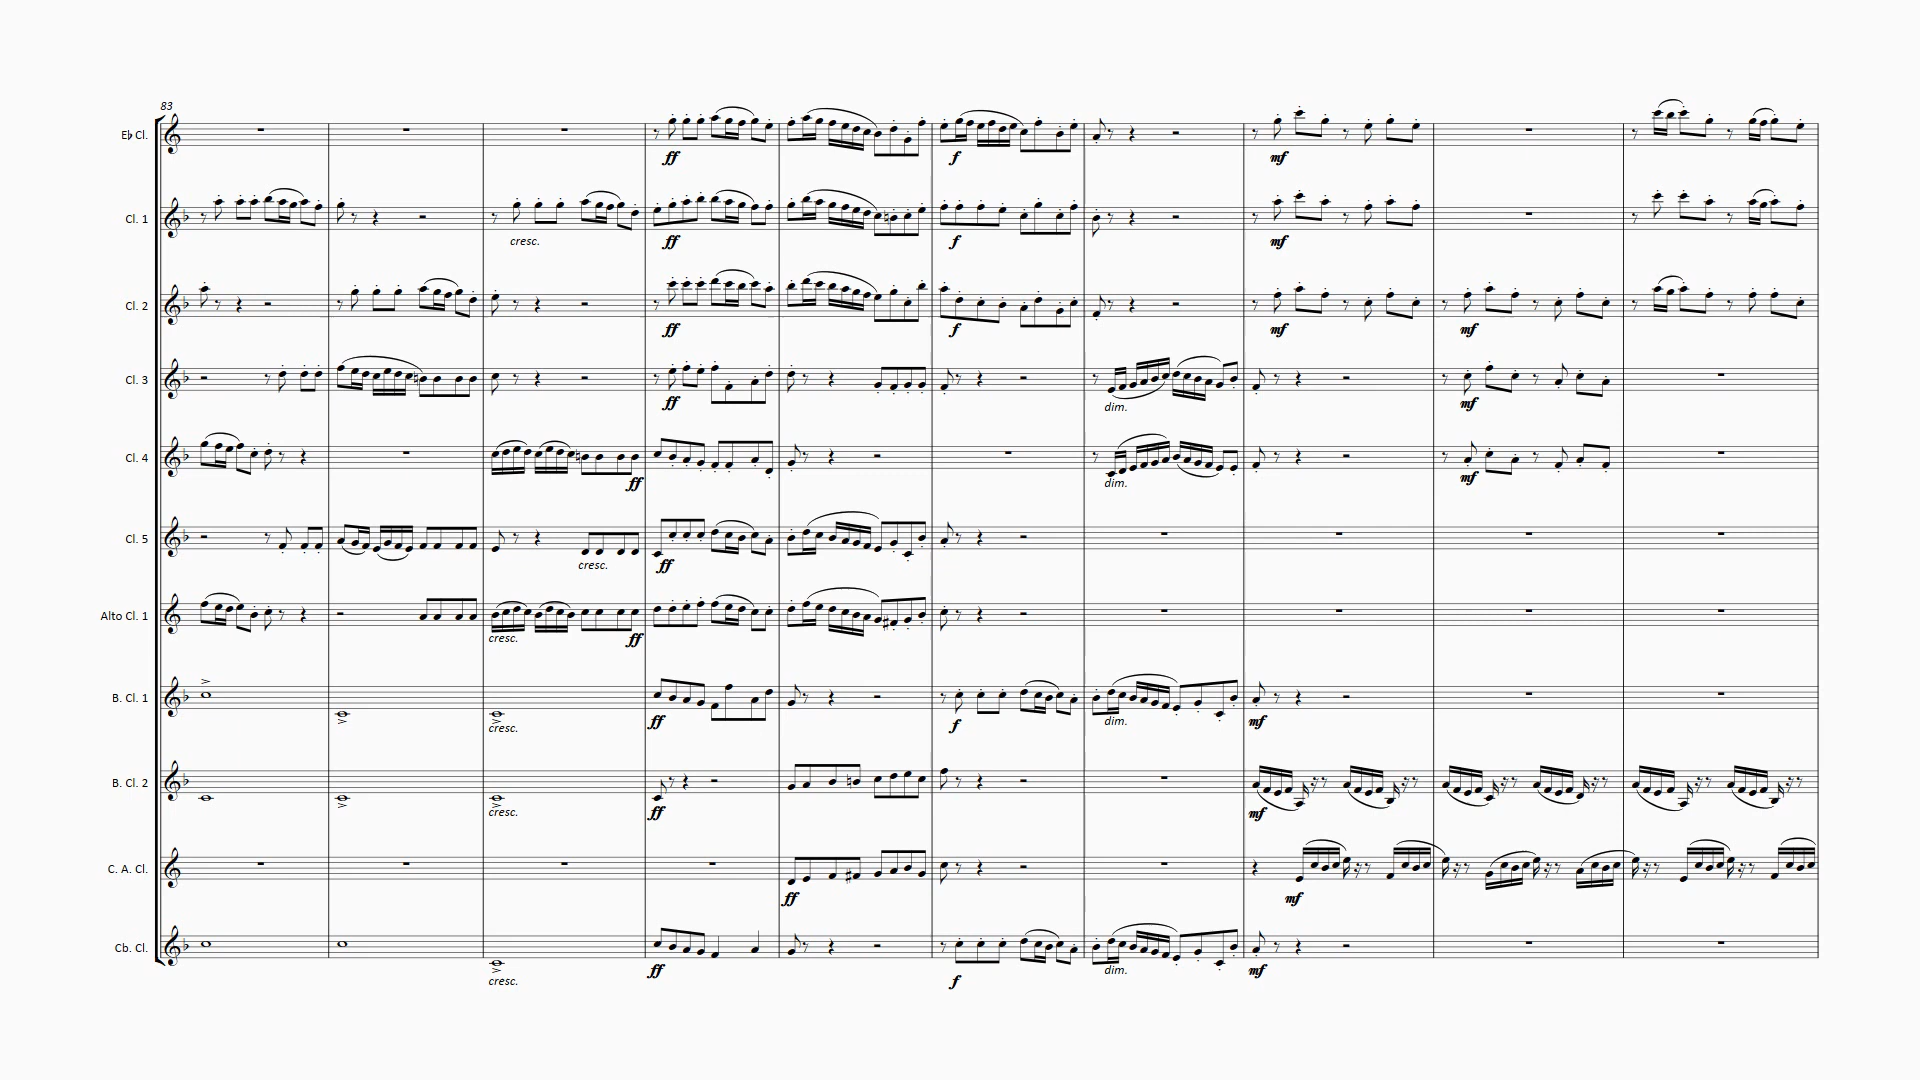 83
E♭ Cl.
ff f mf
Cl. 1
cresc. ff f mf
Cl. 2
ff f mf mf
Cl. 3
ff dim. mf
Cl. 4
ff dim. mf
Cl. 5
cresc. ff
Alto Cl. 1
cresc. ff
B. Cl. 1
cresc. ff f dim. mf
B. Cl. 2
cresc. ff mf
C. A. Cl.
ff mf
Cb. Cl.
cresc. ff f dim. mf